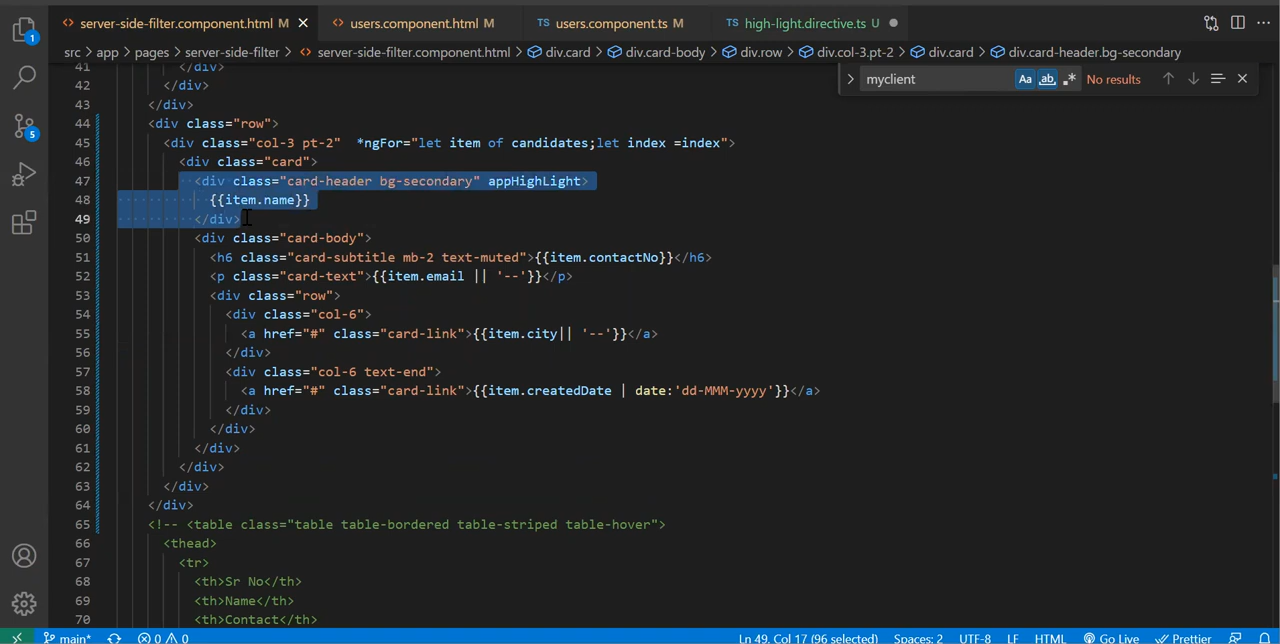 server-side-filter.component.html M
users.component.html M
TS users.component.ts M
TS high-light.directive.ts U
src > app > pages > server-side-filter > server-side-filter.component.html > div.card > div.card-body > div.row > div.col-3.pt-2 > div.card > div.card-header.bg-secondary
myclient Aa ab No results
1
5
41 </div>
42 </div>
43 </div>
44 <div class="row">
45 <div class="col-3 pt-2"  *ngFor="let item of candidates;let index =index">
46 <div class="card">
47 <div class="card-header bg-secondary" appHighLight>
48 {{item.name}}
49 </div>
50 <div class="card-body">
51 <h6 class="card-subtitle mb-2 text-muted">{{item.contactNo}}</h6>
52 <p class="card-text">{{item.email || '--'}}</p>
53 <div class="row">
54 <div class="col-6">
55 <a href="#" class="card-link">{{item.city|| '--'}}</a>
56 </div>
57 <div class="col-6 text-end">
58 <a href="#" class="card-link">{{item.createdDate | date:'dd-MMM-yyyy'}}</a>
59 </div>
60 </div>
61 </div>
62 </div>
63 </div>
64 </div>
65 <!-- <table class="table table-bordered table-striped table-hover">
66 <thead>
67 <tr>
68 <th>Sr No</th>
69 <th>Name</th>
70 <th>Contact</th>
main* 0 0 Ln 49, Col 17 (96 selected) Spaces: 2 UTF-8 LF HTML Go Live Prettier